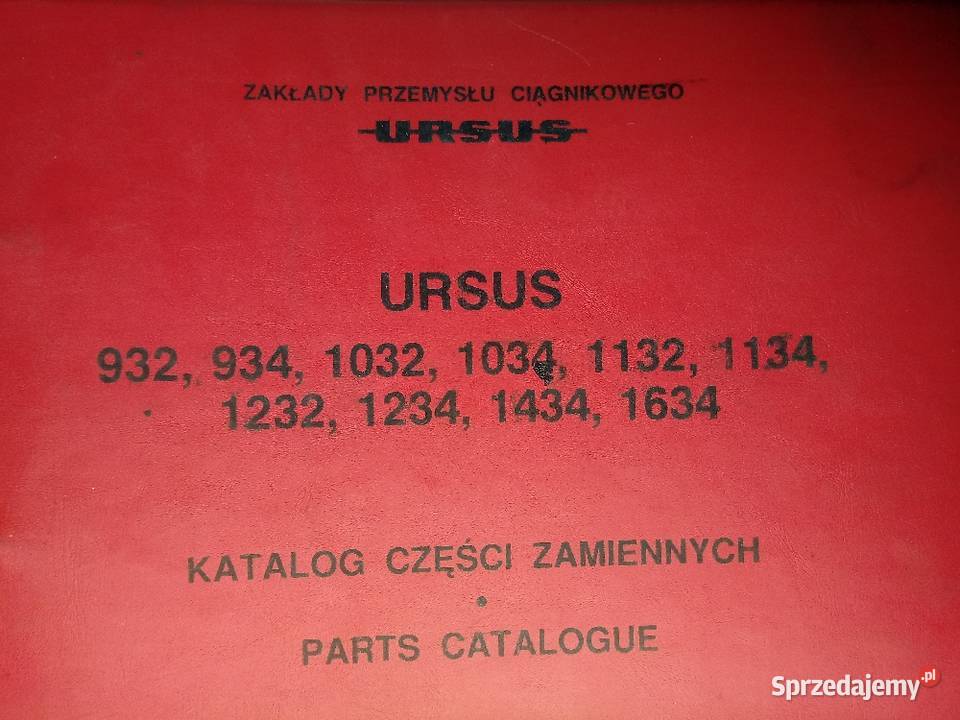 ZAKŁADY PRZEMYSŁU CIĄGNIKOWEGO
URSUS
URSUS
932, 934, 1032, 1034, 1132, 1134,
1232, 1234, 1434, 1634
KATALOG CZĘŚCI ZAMIENNYCH
•
PARTS CATALOGUE
Sprzedajemy.pl